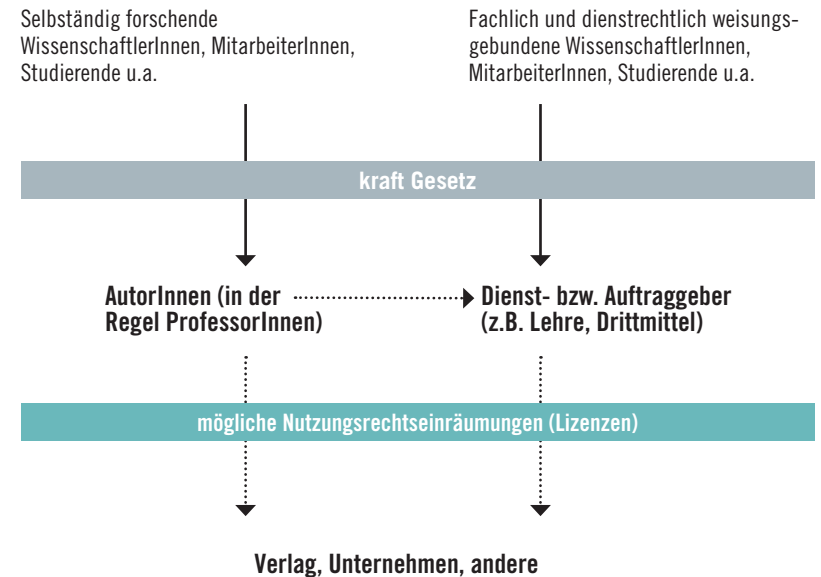 Selbständig forschende
WissenschaftlerInnen, MitarbeiterInnen,
Studierende u.a.
Fachlich und dienstrechtlich weisungs-
gebundene WissenschaftlerInnen,
MitarbeiterInnen, Studierende u.a.
kraft Gesetz
AutorInnen (in der
Regel ProfessorInnen)
Dienst- bzw. Auftraggeber
(z.B. Lehre, Drittmittel)
mögliche Nutzungsrechtseinräumungen (Lizenzen)
Verlag, Unternehmen, andere